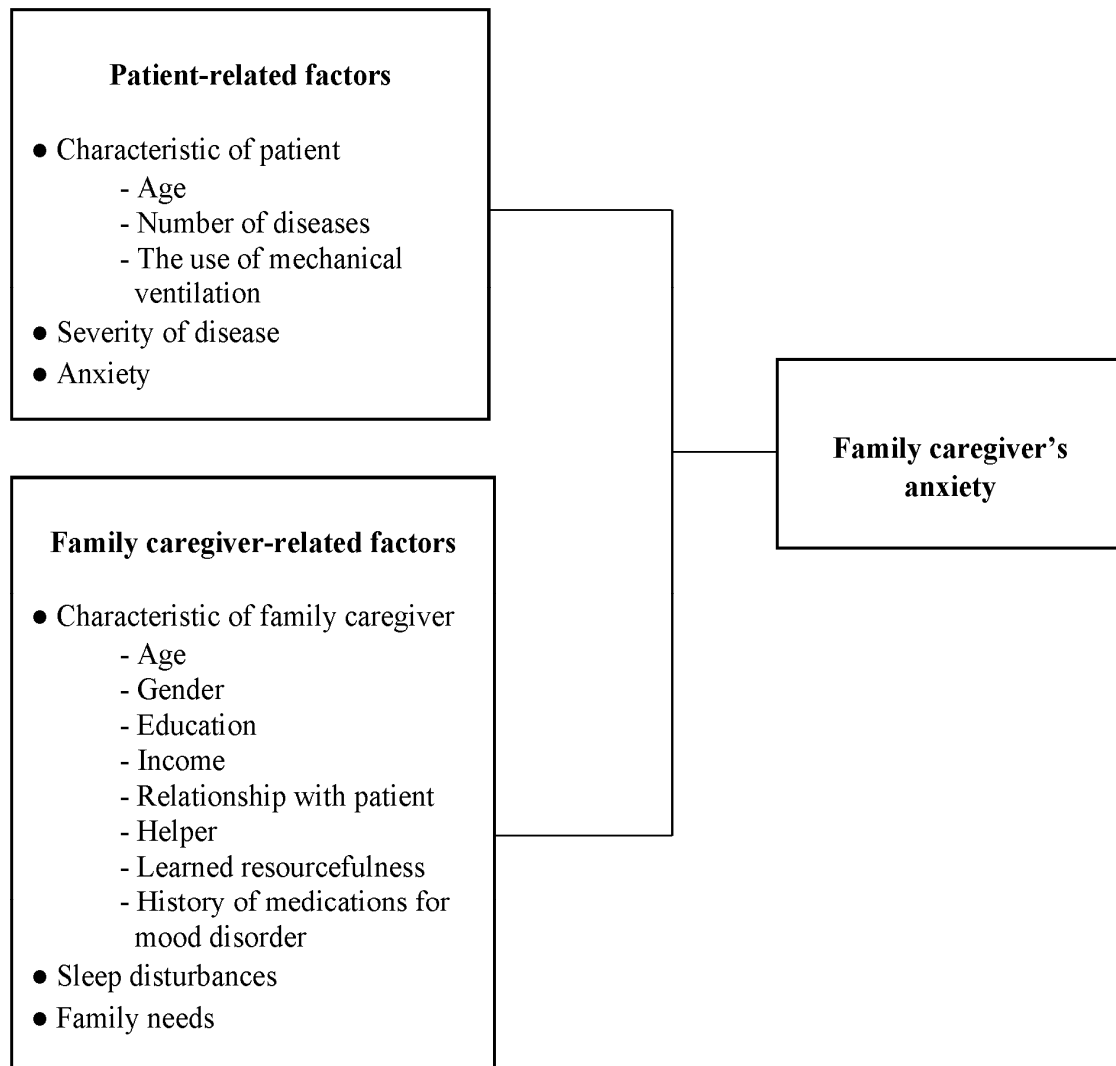 Patient-related factors
● Characteristic of patient
- Age
- Number of diseases
- The use of mechanical
ventilation
● Severity of disease
● Anxiety
Family caregiver-related factors
● Characteristic of family caregiver
- Age
- Gender
- Education
- Income
- Relationship with patient
- Helper
- Learned resourcefulness
- History of medications for
mood disorder
● Sleep disturbances
● Family needs
Family caregiver’s
anxiety